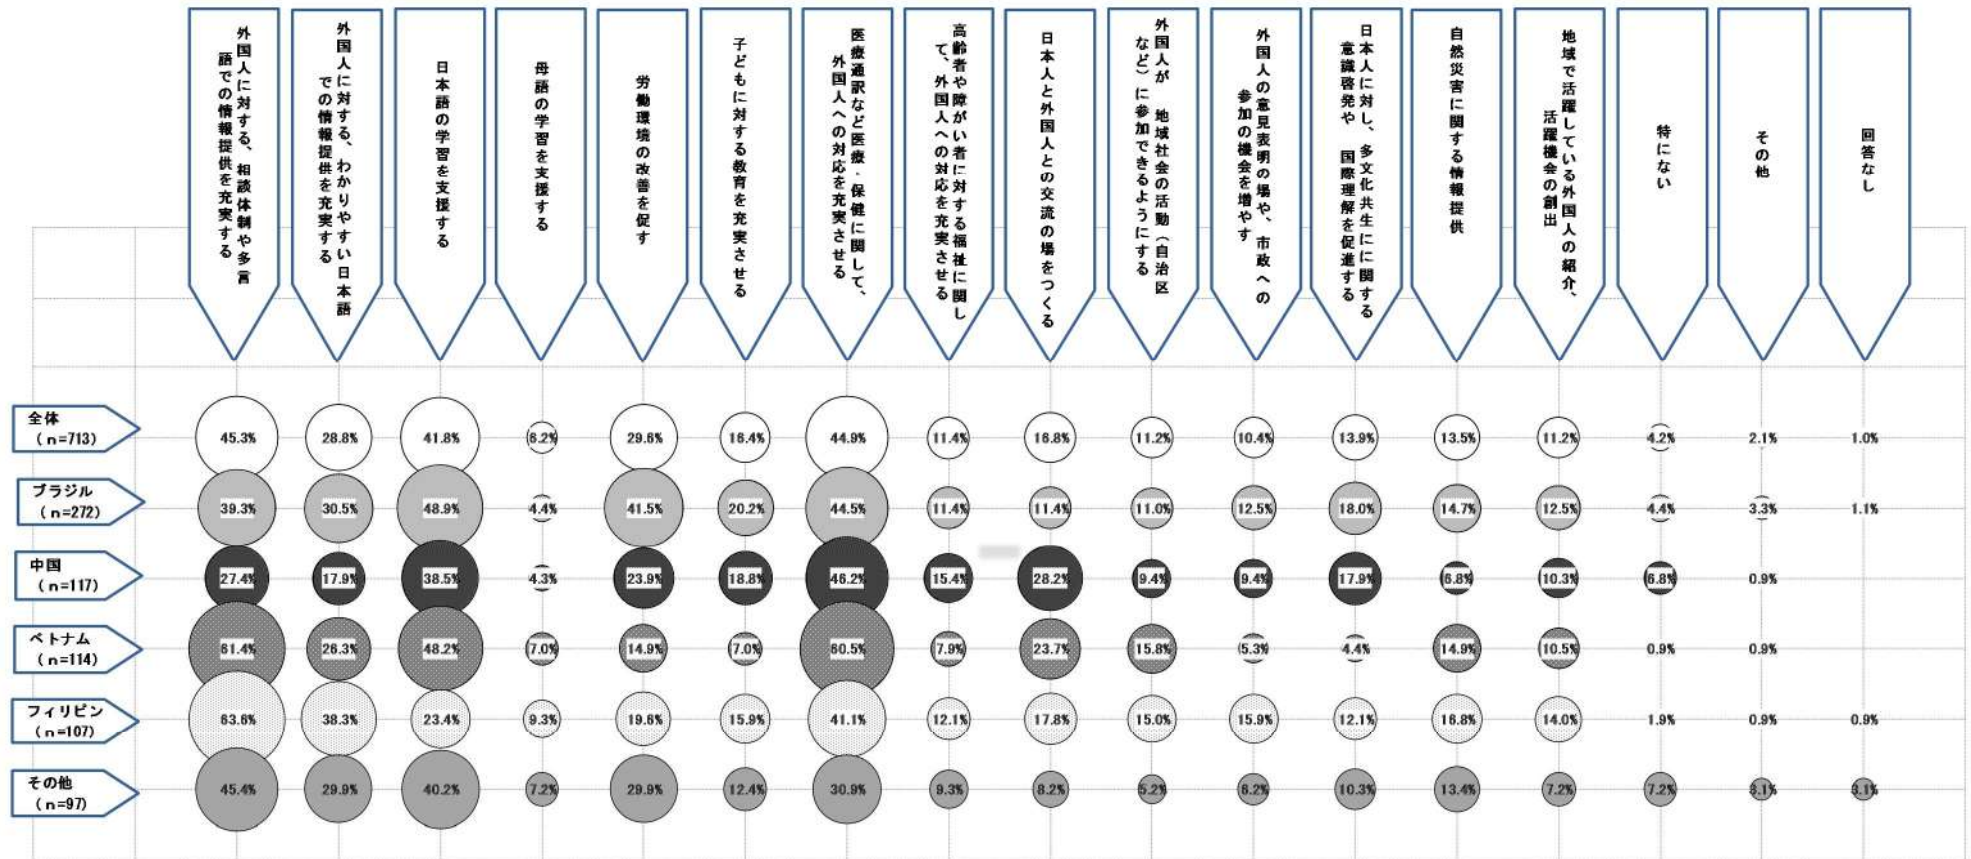 外国人に対する、相談体制や多言
語での情報提供を充実する
外国人に対する、わかりやすい日本語
での情報提供を充実する
日本語の学習を支援する
母語の学習を支援する
労働環境の改善を促す
子どもに対する教育を充実させる
医療通訳など医療・保健に関して、
外国人への対応を充実させる
高齢者や障がい者に対する福祉に関し
て、外国人への対応を充実させる
日本人と外国人との交流の場をつくる
外国人が 地域社会の活動(自治区
など)に参加できるようにする
外国人の意見表明の場や、市政への
参加の機会を増やす
日本人に対し、多文化共生にに関する
意識啓発や 国際理解を促進する
自然災害に関する情報提供
地域で活躍している外国人の紹介、
活躍機会の創出
特にない
その他
回答なし
全体
(n=713)
45.3% 28.8% 41.8% 6.2% 29.6% 16.4% 44.9% 11.4% 16.8% 11.2% 10.4% 13.9% 13.5% 11.2% 4.2% 2.1% 1.0%
ブラジル
(n=272)
39.3% 30.5% 48.9% 4.4% 41.5% 20.2% 44.5% 11.4% 11.4% 11.0% 12.5% 18.0% 14.7% 12.5% 4.4% 3.3% 1.1%
中国
(n=117)
27.4% 17.9% 38.5% 4.3% 23.9% 18.8% 46.2% 15.4% 28.2% 9.4% 9.4% 17.9% 6.8% 10.3% 6.8% 0.9%
ベトナム
(n=114)
61.4% 26.3% 48.2% 7.0% 14.9% 7.0% 60.5% 7.9% 23.7% 15.8% 5.3% 4.4% 14.9% 10.5% 0.9% 0.9%
フィリピン
(n=107)
63.6% 38.3% 23.4% 9.3% 19.6% 15.9% 41.1% 12.1% 17.8% 15.0% 15.9% 12.1% 16.8% 14.0% 1.9% 0.9% 0.9%
その他
(n=97)
45.4% 29.9% 40.2% 7.2% 29.9% 12.4% 30.9% 9.3% 8.2% 5.2% 6.2% 10.3% 13.4% 7.2% 7.2% 3.1% 3.1%